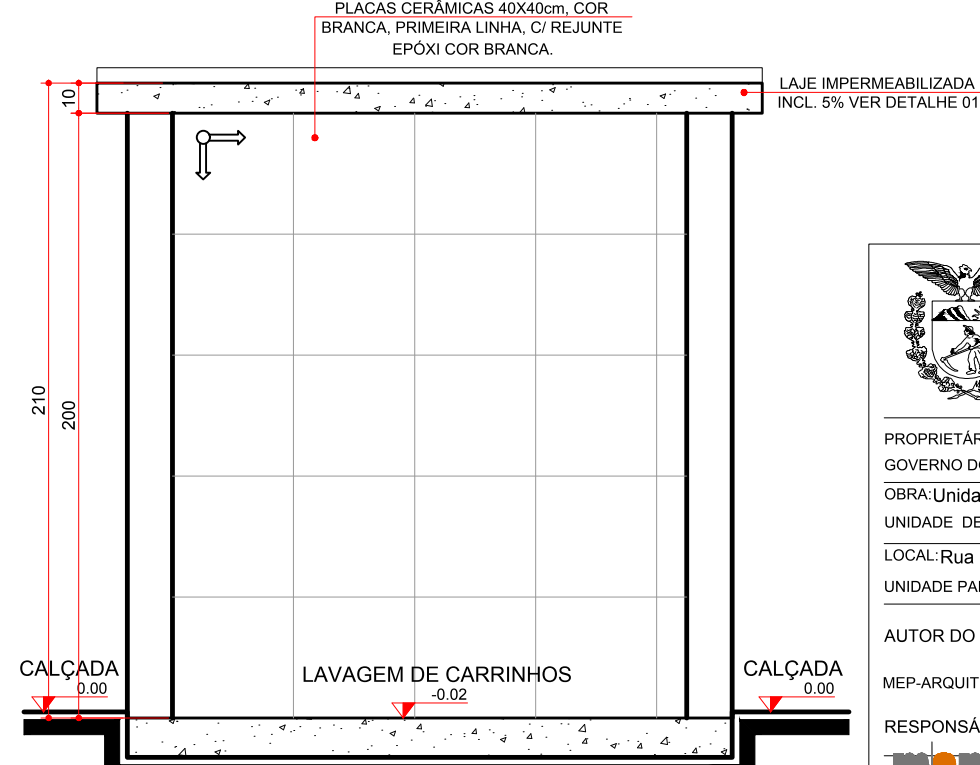 PLACAS CERÂMICAS 40X40cm, COR
BRANCA, PRIMEIRA LINHA, C/ REJUNTE
EPÓXI COR BRANCA.
LAJE IMPERMEABILIZADA
INCL. 5% VER DETALHE 01
10
210
200
CALÇADA
0.00
LAVAGEM DE CARRINHOS
-0.02
CALÇADA
0.00
PROPRIETÁR
GOVERNO D
OBRA:Unida
UNIDADE DE
LOCAL:Rua
UNIDADE PA
AUTOR DO
MEP-ARQUIT
RESPONSÁ